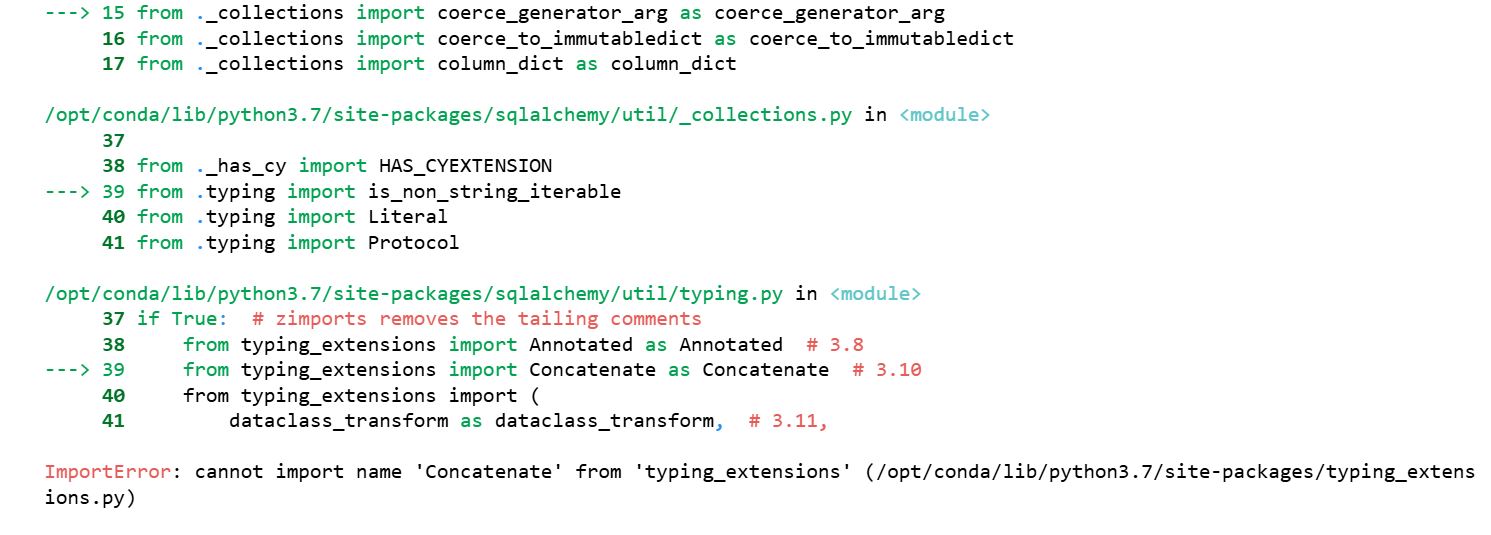 ---> 15 from ._collections import coerce_generator_arg as coerce_generator_arg
     16 from ._collections import coerce_to_immutabledict as coerce_to_immutabledict
     17 from ._collections import column_dict as column_dict

/opt/conda/lib/python3.7/site-packages/sqlalchemy/util/_collections.py in <module>
     37
     38 from ._has_cy import HAS_CYEXTENSION
---> 39 from .typing import is_non_string_iterable
     40 from .typing import Literal
     41 from .typing import Protocol

/opt/conda/lib/python3.7/site-packages/sqlalchemy/util/typing.py in <module>
     37 if True:  # zimports removes the tailing comments
     38     from typing_extensions import Annotated as Annotated  # 3.8
---> 39     from typing_extensions import Concatenate as Concatenate  # 3.10
     40     from typing_extensions import (
     41         dataclass_transform as dataclass_transform,  # 3.11,

ImportError: cannot import name 'Concatenate' from 'typing_extensions' (/opt/conda/lib/python3.7/site-packages/typing_extens
ions.py)